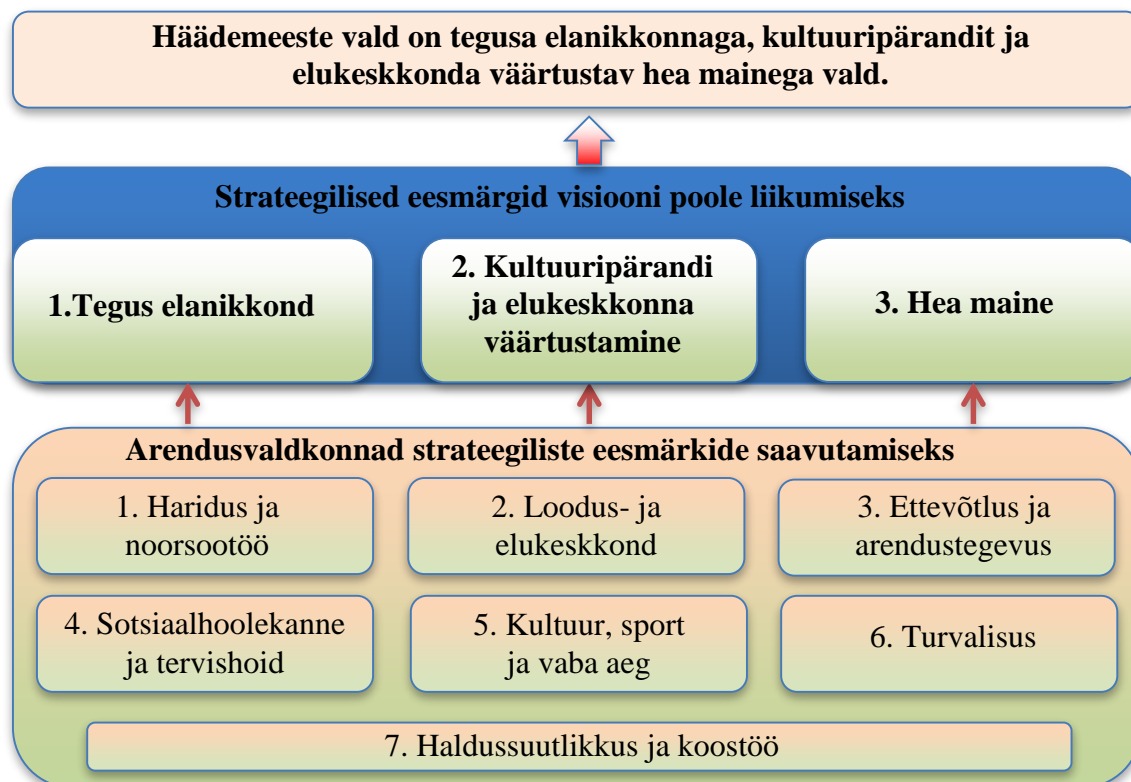 Häädemeeste vald on tegusa elanikkonnaga, kultuuripärandit ja
elukeskkonda väärtustav hea mainega vald.
Strateegilised eesmärgid visiooni poole liikumiseks
1.Tegus elanikkond
2. Kultuuripärandi
ja elukeskkonna
väärtustamine
3. Hea maine
Arendusvaldkonnad strateegiliste eesmärkide saavutamiseks
1. Haridus ja
noorsootöö
2. Loodus- ja
elukeskkond
3. Ettevõtlus ja
arendustegevus
4. Sotsiaalhoolekanne
ja tervishoid
5. Kultuur, sport
ja vaba aeg
6. Turvalisus
7. Haldussuutlikkus ja koostöö